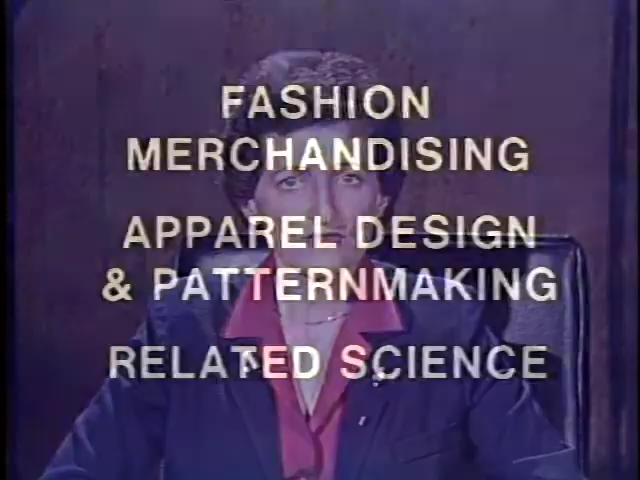 FASHION
MERCHANDISING
APPAREL DESIGN
& PATTERNMAKING
RELATED SCIENCE